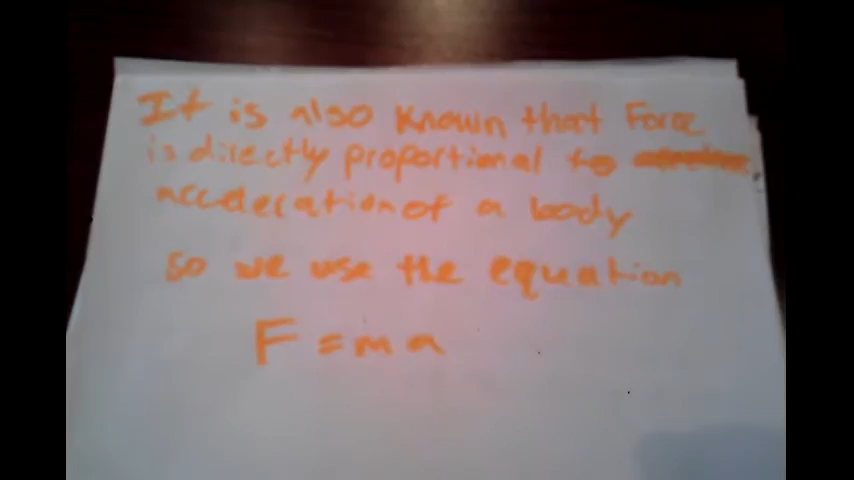 It is also known that Force
is directly proportional to
acceleration of a body
so we use the equation
F = ma